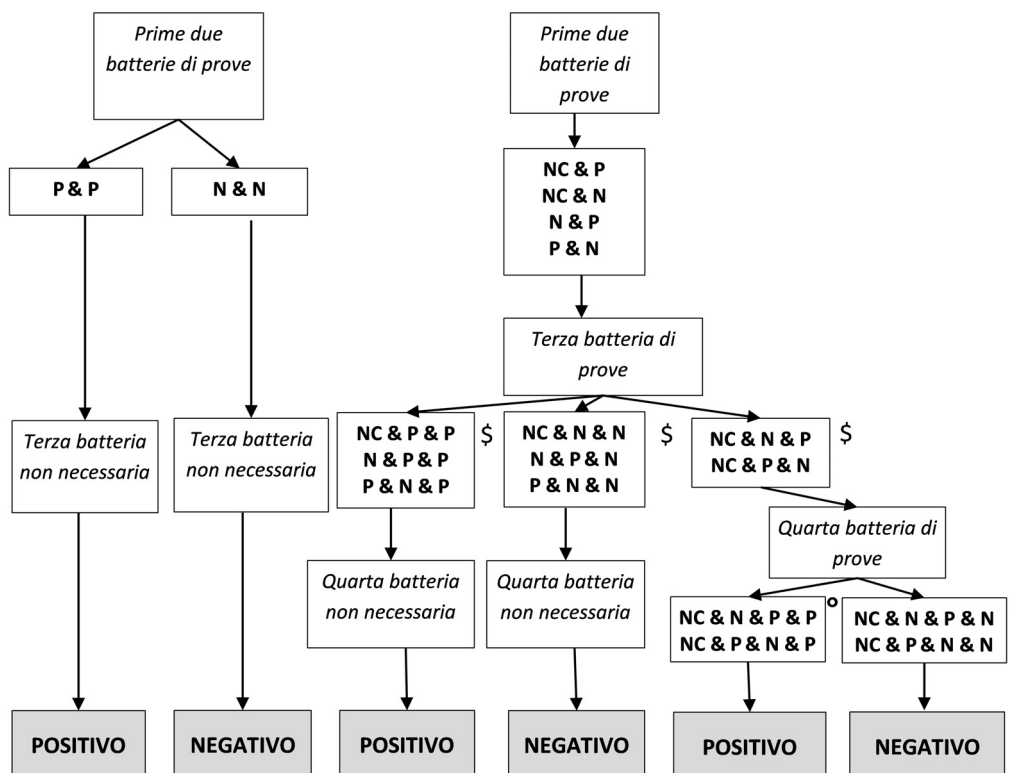 Prime due
batterie di prove
Prime due
batterie di
prove
P & P
N & N
NC & P
NC & N
N & P
P & N
Terza batteria di
prove
Terza batteria
non necessaria
Terza batteria
non necessaria
NC & P & P
N & P & P
P & N & P
$
NC & N & N
N & P & N
P & N & N
$
NC & N & P
NC & P & N
$
Quarta batteria di
prove
Quarta batteria
non necessaria
Quarta batteria
non necessaria
NC & N & P & P
NC & P & N & P
°
NC & N & P & N
NC & P & N & N
POSITIVO
NEGATIVO
POSITIVO
NEGATIVO
POSITIVO
NEGATIVO